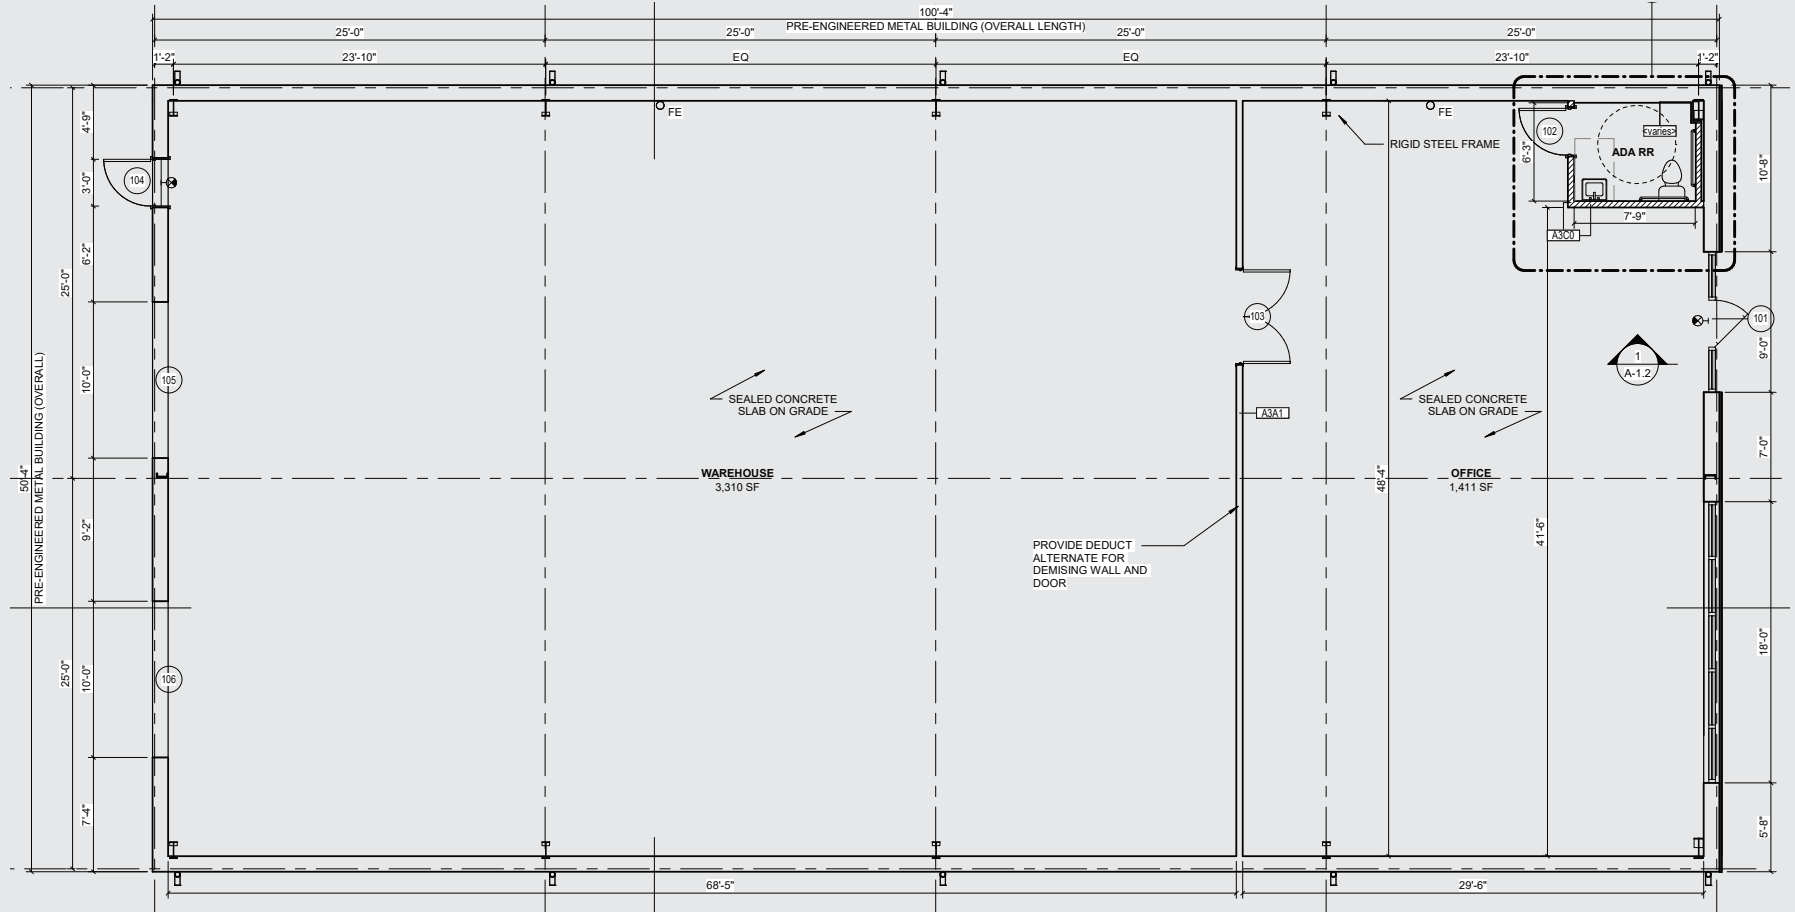 100'-4"
PRE-ENGINEERED METAL BUILDING (OVERALL LENGTH)
25'-0"
25'-0"
25'-0"
25'-0"
1'-2"
23'-10"
EQ
EQ
23'-10"
1'-2"
FE
FE
RIGID STEEL FRAME
102
<varies>
ADA RR
6'-3"
7'-9"
A3C0
4'-9"
3'-0"
6'-2"
10'-0"
9'-2"
10'-0"
7'-4"
25'-0"
25'-0"
50'-4"
PRE-ENGINEERED METAL BUILDING (OVERALL)
104
105
106
103
101
1
A-1.2
10'-8"
9'-0"
7'-0"
18'-0"
5'-8"
SEALED CONCRETE
SLAB ON GRADE
SEALED CONCRETE
SLAB ON GRADE
A3A1
WAREHOUSE
3,310 SF
OFFICE
1,411 SF
48'-4"
41'-6"
PROVIDE DEDUCT
ALTERNATE FOR
DEMISING WALL AND
DOOR
68'-5"
29'-6"